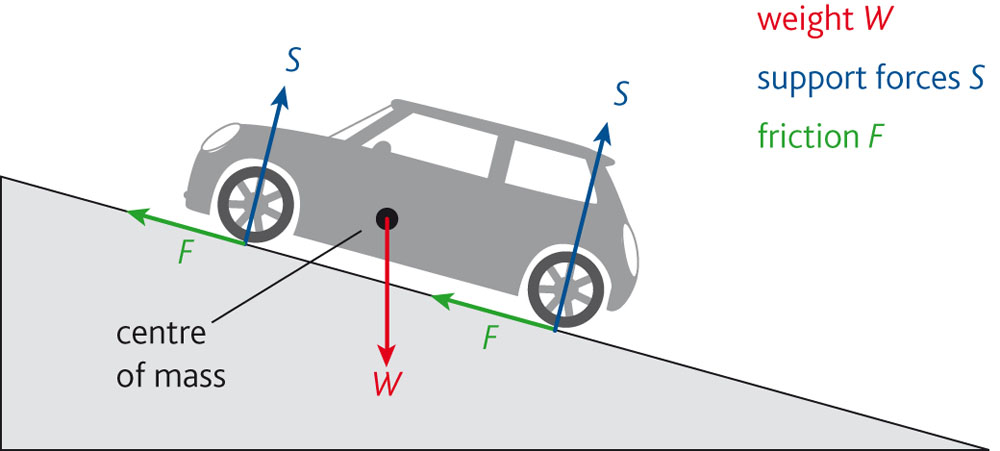 weight W
support forces S
friction F
S
S
F
F
centre
of mass
W